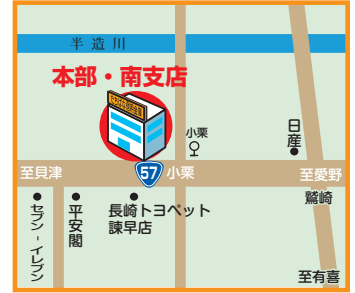 半造川
本部・南支店
小栗
日産
至貝津
57
小栗
至愛野
鷲崎
セブン-イレブン
平安閣
長崎トヨペット
諫早店
至有喜